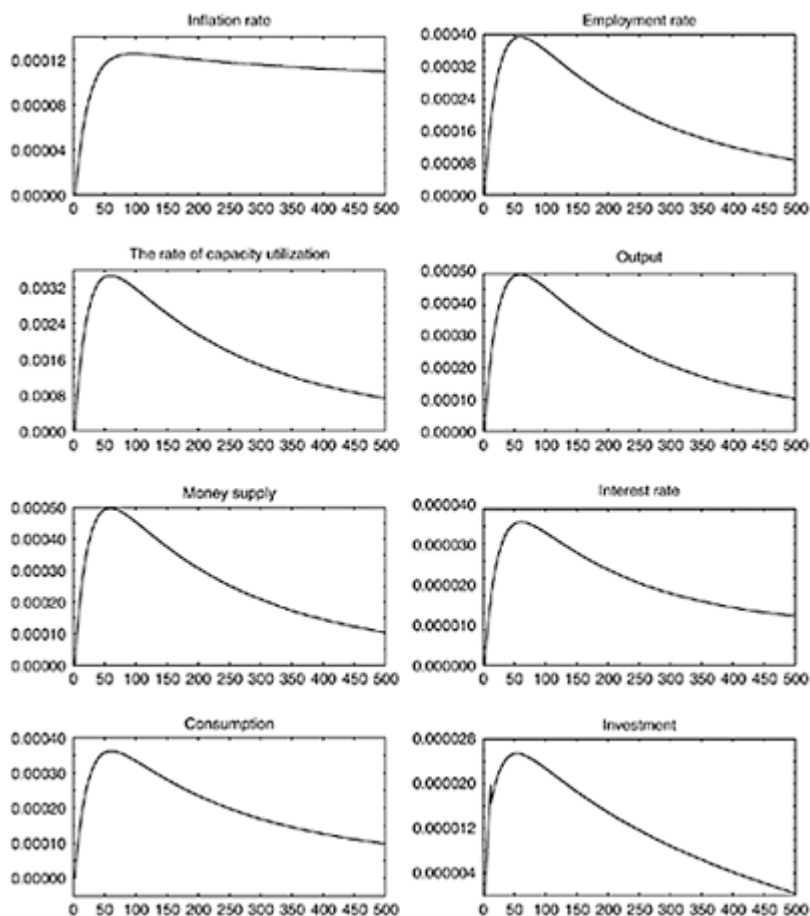 Inflation rate
0.00012
0.00008
0.00004
0.00000
0 50 100 150 200 250 300 350 400 450 500
Employment rate
0.00040
0.00032
0.00024
0.00016
0.00008
0.00000
0 50 100 150 200 250 300 350 400 450 500
The rate of capacity utilization
0.0032
0.0024
0.0016
0.0008
0.0000
0 50 100 150 200 250 300 350 400 450 500
Output
0.00050
0.00040
0.00030
0.00020
0.00010
0.00000
0 50 100 150 200 250 300 350 400 450 500
Money supply
0.00050
0.00040
0.00030
0.00020
0.00010
0.00000
0 50 100 150 200 250 300 350 400 450 500
Interest rate
0.000040
0.000030
0.000020
0.000010
0.000000
0 50 100 150 200 250 300 350 400 450 500
Consumption
0.00040
0.00030
0.00020
0.00010
0.00000
0 50 100 150 200 250 300 350 400 450 500
Investment
0.000028
0.000020
0.000012
0.000004
0 50 100 150 200 250 300 350 400 450 500